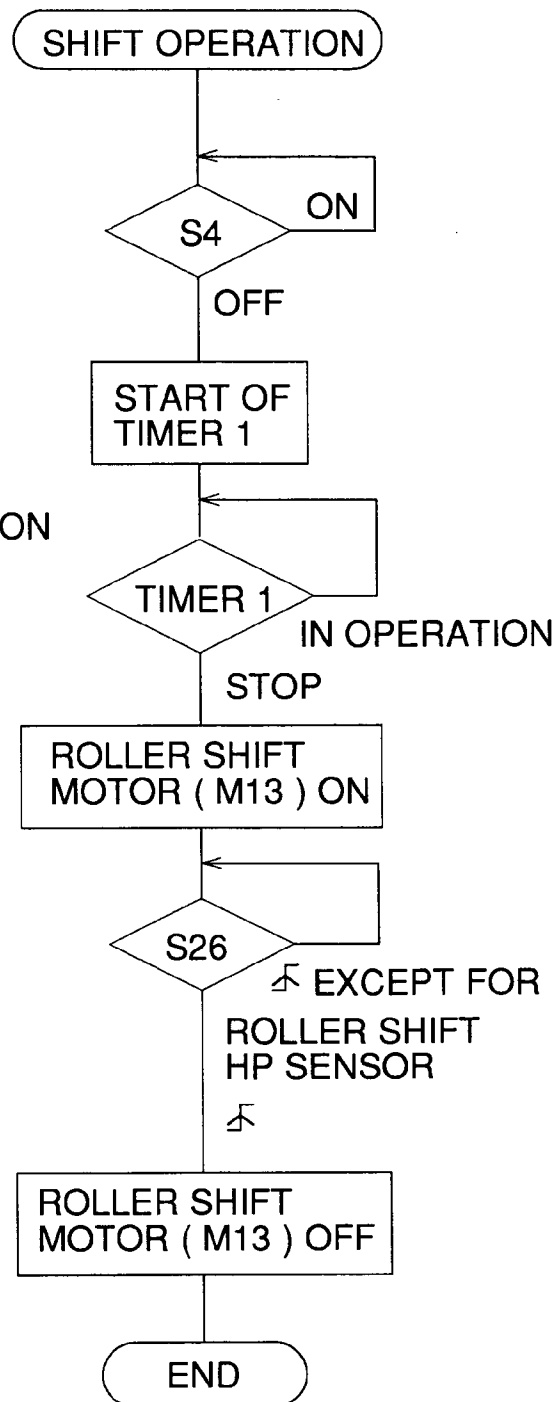 SHIFT OPERATION
ON
S4
OFF
START OF
TIMER 1
ON
TIMER 1
IN OPERATION
STOP
ROLLER SHIFT
MOTOR ( M13 ) ON
S26
EXCEPT FOR
ROLLER SHIFT
HP SENSOR
ROLLER SHIFT
MOTOR ( M13 ) OFF
END